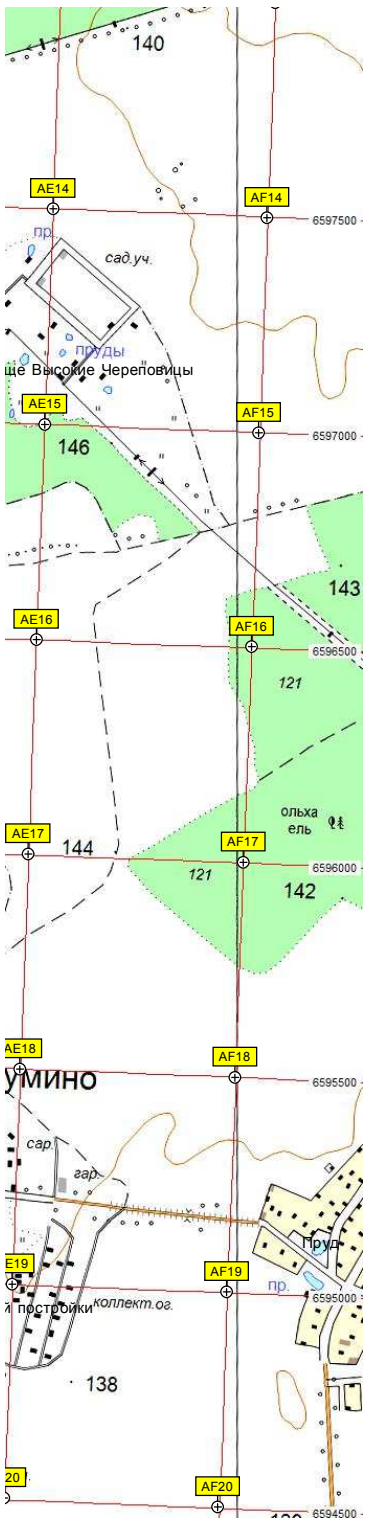 140
AE14
AF14
6597500
пр.
сад.уч.
пруды
ще Высокие Череповицы
AE15
AF15
6597000
146
143
AE16
AF16
6596500
121
ольха
ель
AE17
144
AF17
6596000
121
142
AE18
AF18
умино
6595500
сар.
гар.
Пруд
E19
пр.
AF19
6595000
й постройки
коллект.ог.
138
20
AF20
6594500